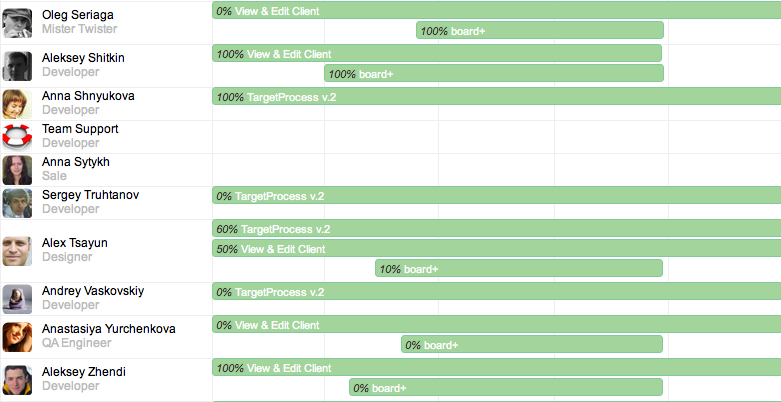 Oleg Seriaga
Mister Twister
0% View & Edit Client
100% board+
Aleksey Shitkin
Developer
100% View & Edit Client
100% board+
Anna Shnyukova
Developer
100% TargetProcess v.2
Team Support
Developer
Anna Sytykh
Sale
Sergey Truhtanov
Developer
0% TargetProcess v.2
Alex Tsayun
Designer
60% TargetProcess v.2
50% View & Edit Client
10% board+
Andrey Vaskovskiy
Developer
0% TargetProcess v.2
Anastasiya Yurchenkova
QA Engineer
0% View & Edit Client
0% board+
Aleksey Zhendi
Developer
100% View & Edit Client
0% board+